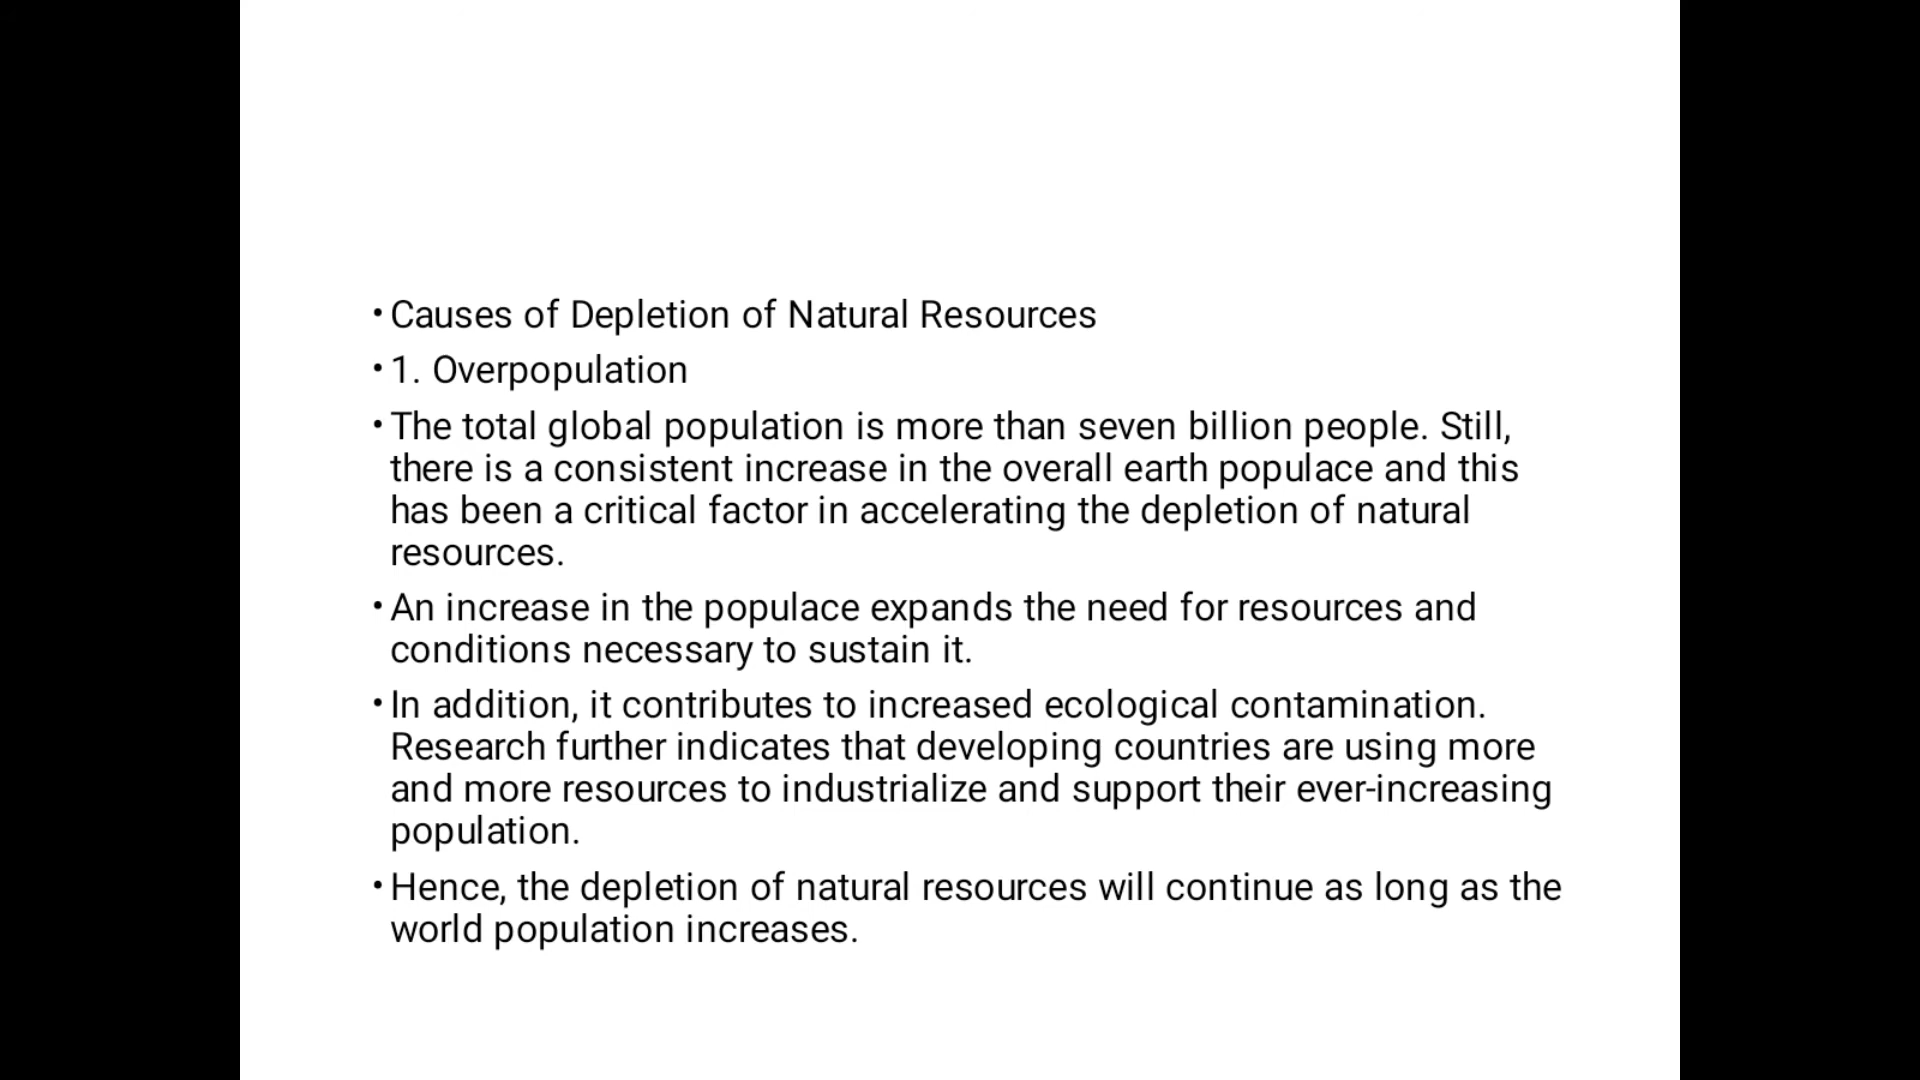 • Causes of Depletion of Natural Resources
• 1. Overpopulation
• The total global population is more than seven billion people. Still,
there is a consistent increase in the overall earth populace and this
has been a critical factor in accelerating the depletion of natural
resources.
• An increase in the populace expands the need for resources and
conditions necessary to sustain it.
• In addition, it contributes to increased ecological contamination.
Research further indicates that developing countries are using more
and more resources to industrialize and support their ever-increasing
population.
• Hence, the depletion of natural resources will continue as long as the
world population increases.